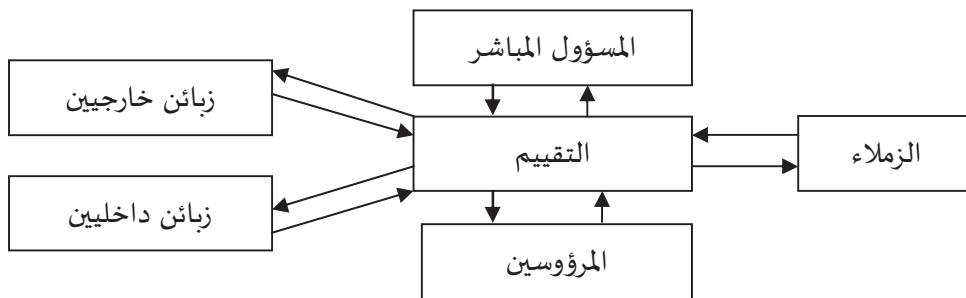 المسؤول المباشر
زبائن خارجيين
التقييم
الزملاء
زبائن داخليين
المرؤوسين